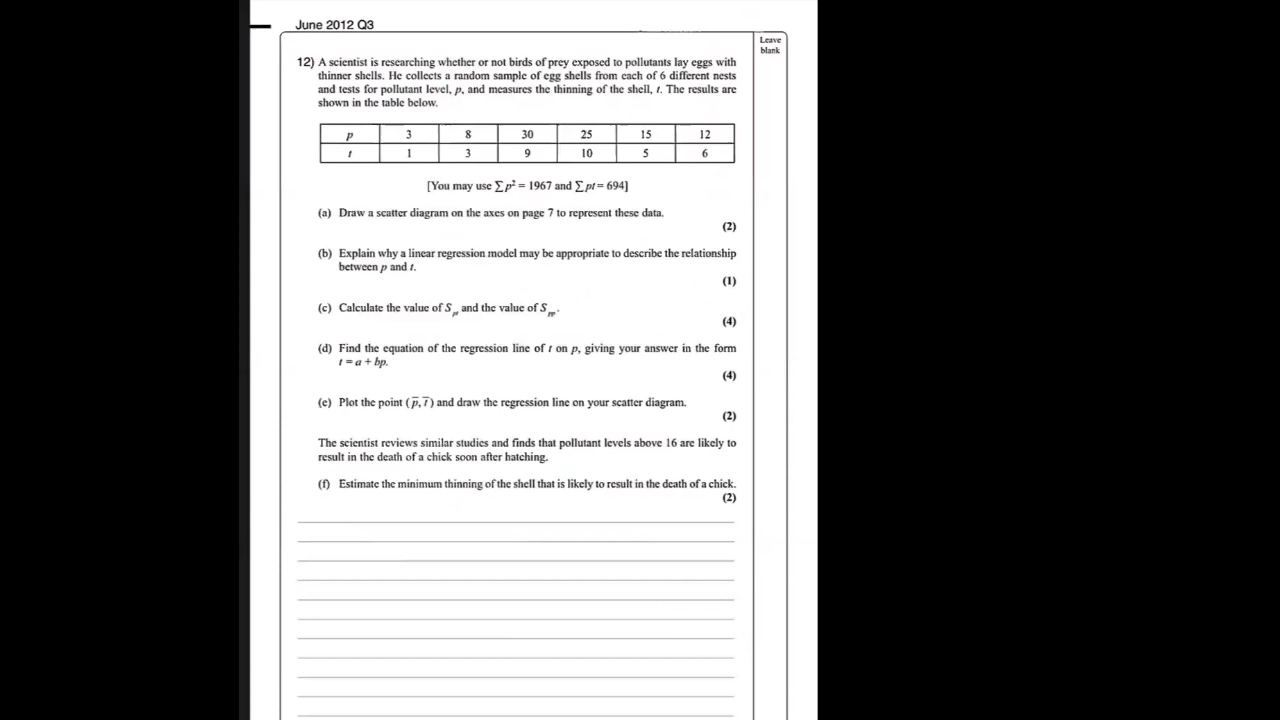 June 2012 Q3
Leave
blank
12) A scientist is researching whether or not birds of prey exposed to pollutants lay eggs with
thinner shells. He collects a random sample of egg shells from each of 6 different nests
and tests for pollutant level, p, and measures the thinning of the shell, t. The results are
shown in the table below.
p 3 8 30 25 15 12
t 1 3 9 10 5 6
[You may use ∑p² = 1967 and ∑pt = 694]
(a) Draw a scatter diagram on the axes on page 7 to represent these data.
(2)
(b) Explain why a linear regression model may be appropriate to describe the relationship
between p and t.
(1)
(c) Calculate the value of Sₚₜ and the value of Sₚₚ.
(4)
(d) Find the equation of the regression line of t on p, giving your answer in the form
t = a + bp.
(4)
(e) Plot the point (p̄, t̄) and draw the regression line on your scatter diagram.
(2)
The scientist reviews similar studies and finds that pollutant levels above 16 are likely to
result in the death of a chick soon after hatching.
(f) Estimate the minimum thinning of the shell that is likely to result in the death of a chick.
(2)